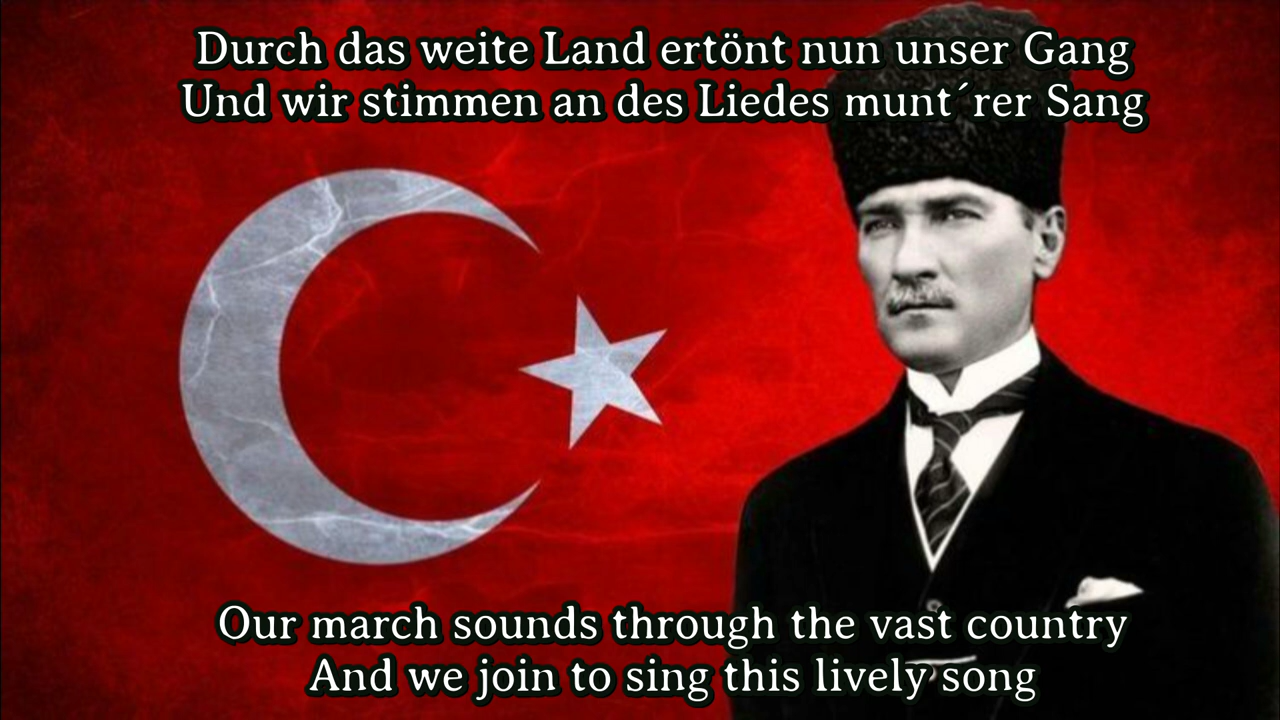 Durch das weite Land ertönt nun unser Gang
Und wir stimmen an des Liedes munt´rer Sang
Our march sounds through the vast country
And we join to sing this lively song